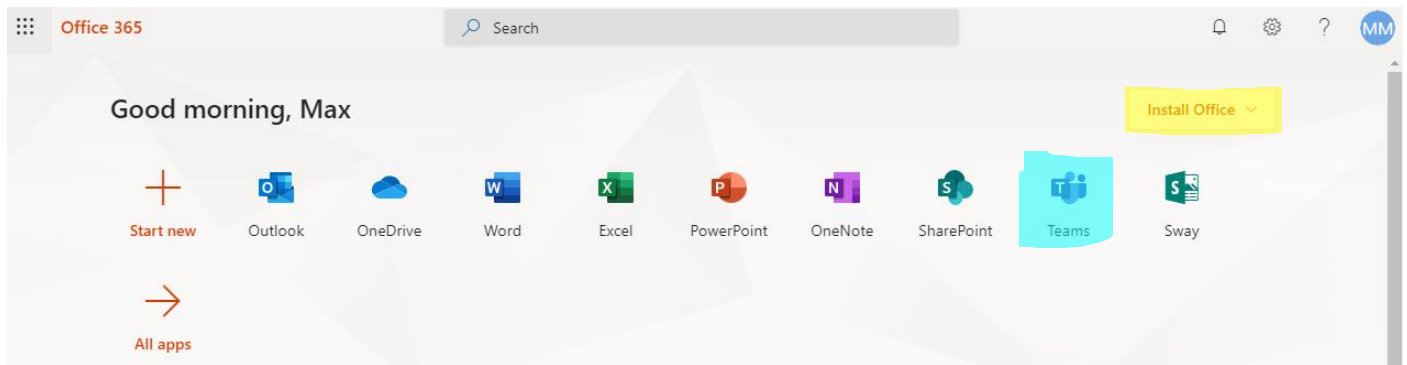 Office 365
Search
?
MM
Good morning, Max
Install Office
O
W
X
P
N
S
T
S
Start new
Outlook
OneDrive
Word
Excel
PowerPoint
OneNote
SharePoint
Teams
Sway
All apps